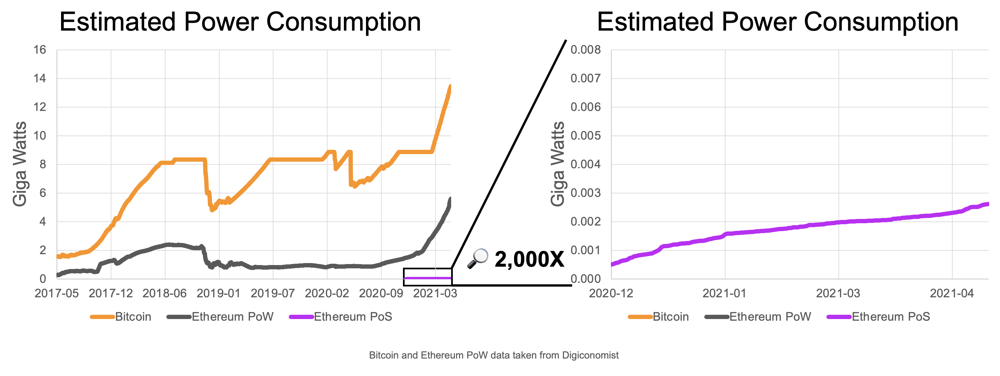 Estimated Power Consumption
Giga Watts
16
14
12
10
8
6
4
2
0
2017-05 2017-12 2018-06 2019-01 2019-07 2020-02 2020-09 2021-03
Bitcoin Ethereum PoW Ethereum PoS
2,000X
Estimated Power Consumption
Giga Watts
0.008
0.007
0.006
0.005
0.004
0.003
0.002
0.001
0.000
2020-12 2021-01 2021-03 2021-04
Bitcoin Ethereum PoW Ethereum PoS
Bitcoin and Ethereum PoW data taken from Digiconomist